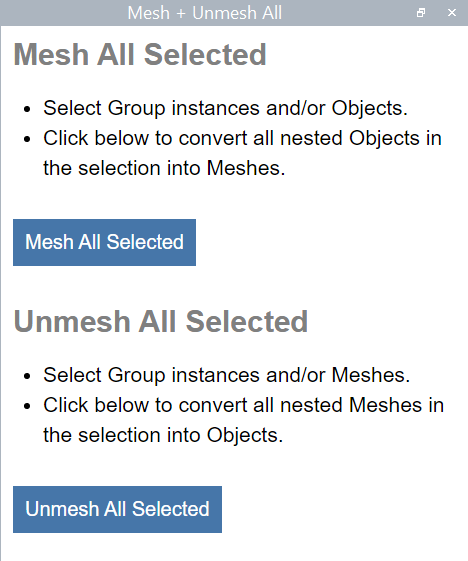 Mesh + Unmesh All
Mesh All Selected
• Select Group instances and/or Objects.
• Click below to convert all nested Objects in
the selection into Meshes.
Mesh All Selected
Unmesh All Selected
• Select Group instances and/or Meshes.
• Click below to convert all nested Meshes in
the selection into Objects.
Unmesh All Selected